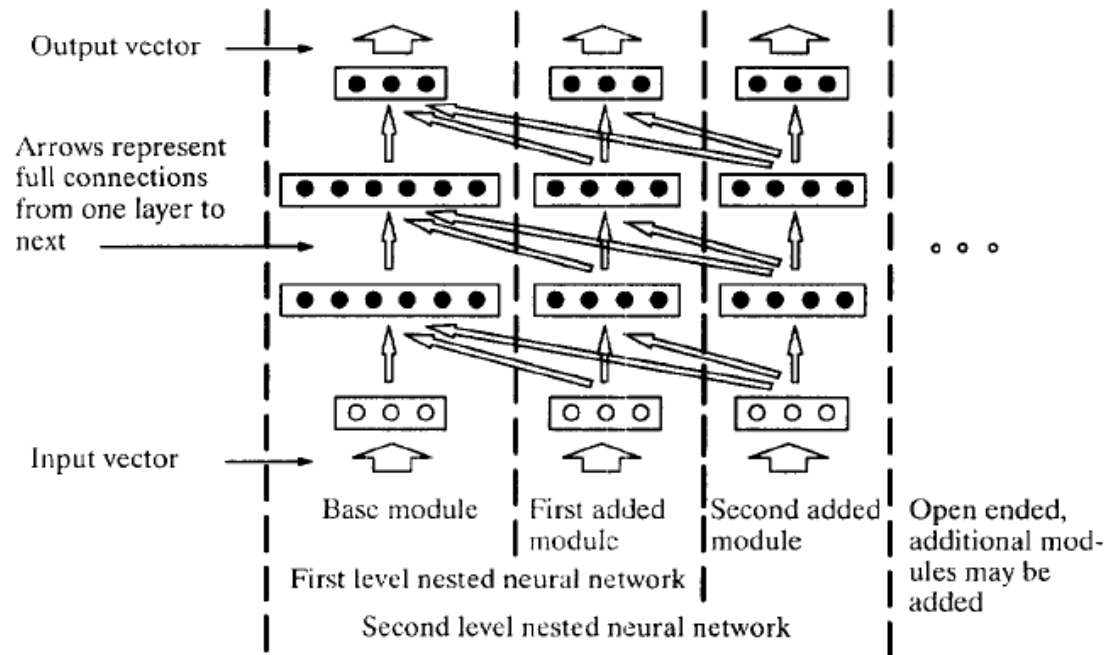 Output vector
Arrows represent
full connections
from one layer to
next
Input vector
Base module
First added
module
Second added
module
Open ended,
additional mod-
ules may be
added
First level nested neural network
Second level nested neural network